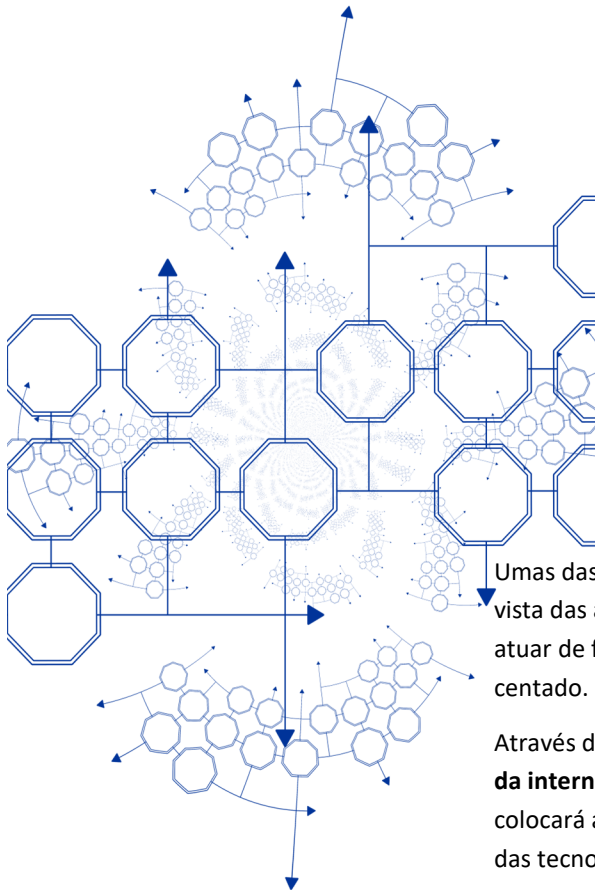 Umas das
vista das
atuar de
centado.
Através
da intern
colocará
das tecno